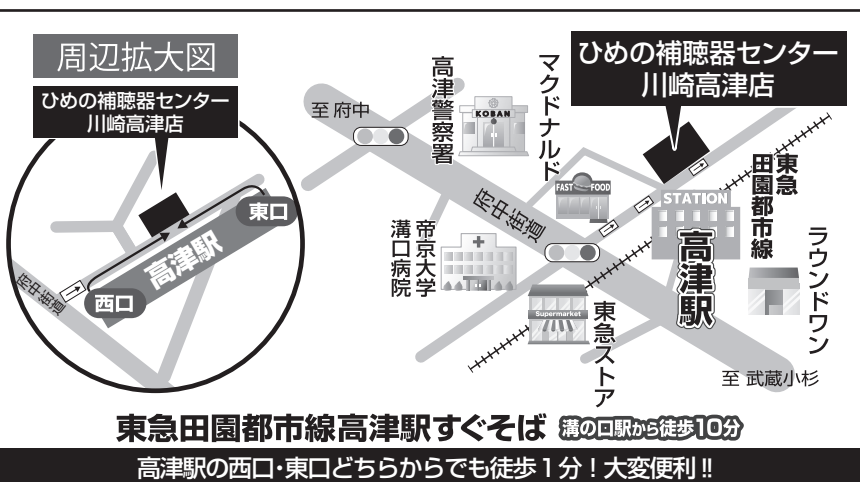 周辺拡大図
ひめの補聴器センター
川崎高津店
東口
高津駅
西口
府中街道
至 府中
高津警察署
KOBAN
マクドナルド
FAST FOOD
ひめの補聴器センター
川崎高津店
東急
田園都市線
STATION
高津駅
ラウンドワン
府中街道
帝京大学
溝口病院
Supermarket
東急ストア
至 武蔵小杉
東急田園都市線高津駅すぐそば 溝の口駅から徒歩10分
高津駅の西口・東口どちらからでも徒歩1分！大変便利!!